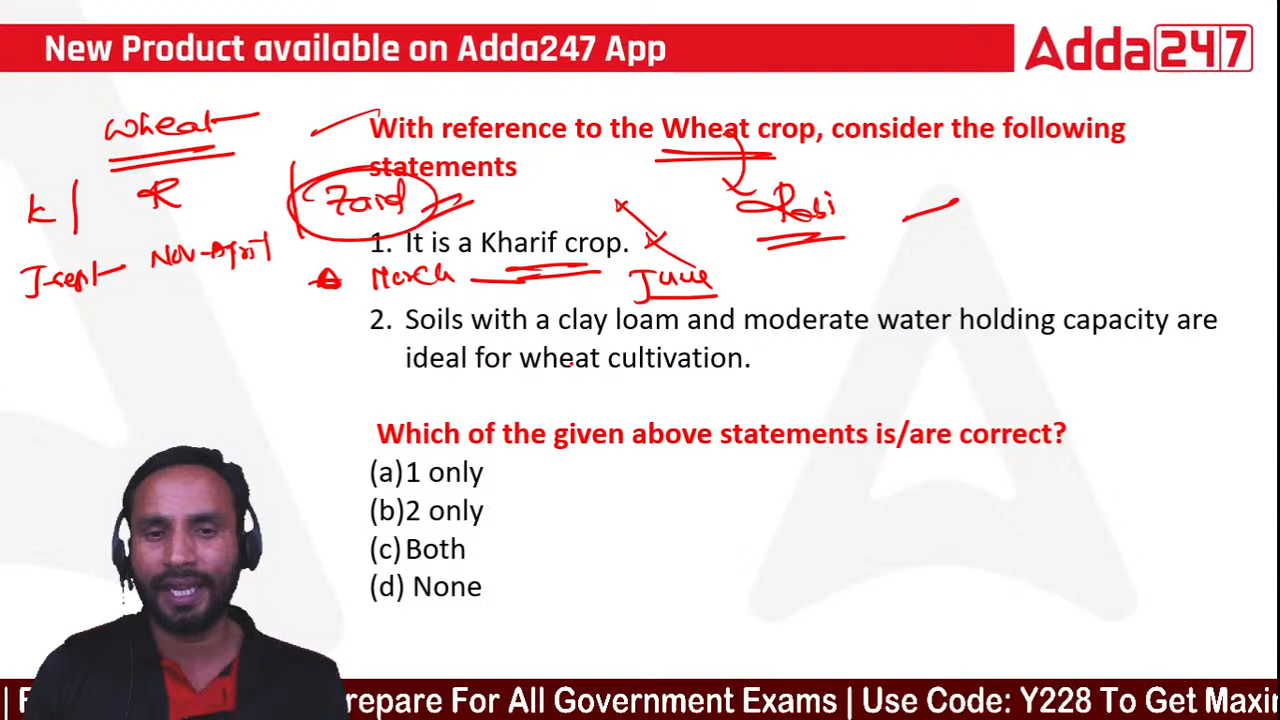 New Product available on Adda247 App
Adda247
wheat
With reference to the Wheat crop, consider the following
statements
K | R | Zaid
Rabi
1. It is a Kharif crop.
J-sept Nov-April March June
2. Soils with a clay loam and moderate water holding capacity are
ideal for wheat cultivation.
Which of the given above statements is/are correct?
(a)1 only
(b)2 only
(c)Both
(d) None
repare For All Government Exams | Use Code: Y228 To Get Maxi